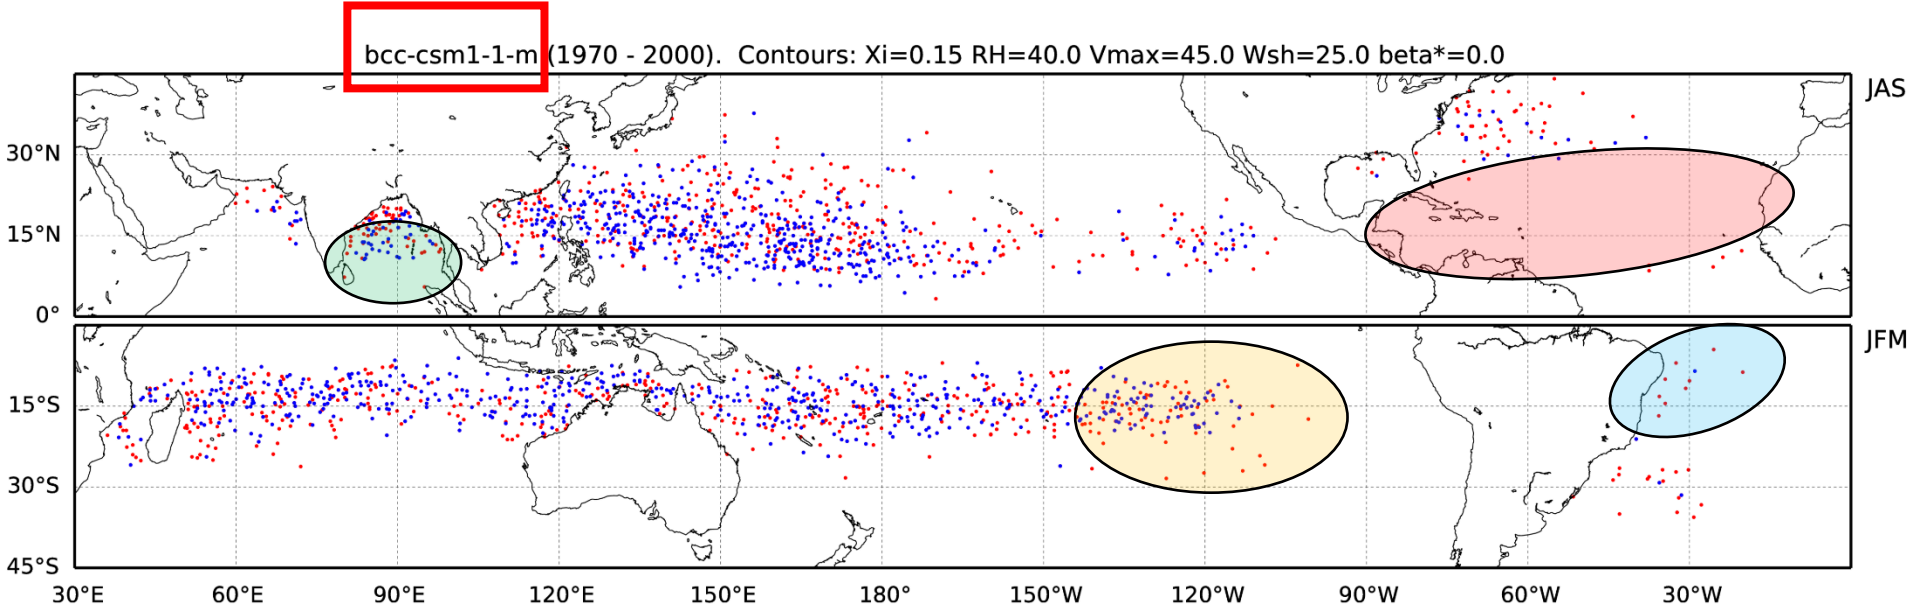 bcc-csm1-1-m (1970 - 2000). Contours: Xi=0.15 RH=40.0 Vmax=45.0 Wsh=25.0 beta*=0.0
JAS
30°N
15°N
0°
JFM
15°S
30°S
45°S
30°E 60°E 90°E 120°E 150°E 180° 150°W 120°W 90°W 60°W 30°W